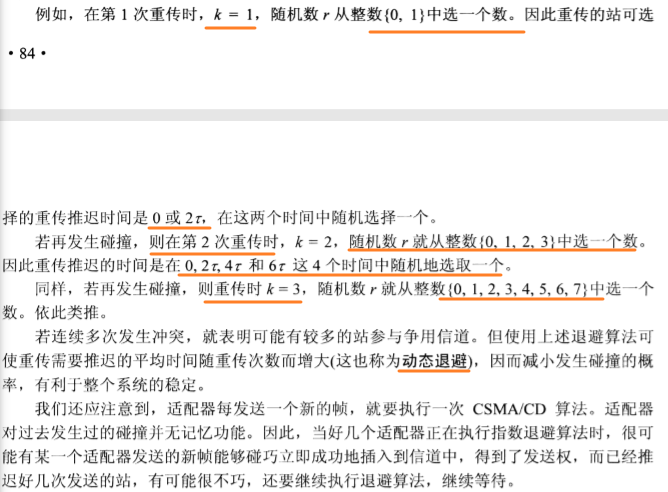 例如，在第 1 次重传时，k = 1，随机数 r 从整数{0, 1}中选一个数。因此重传的站可选
· 84 ·
择的重传推迟时间是 0 或 2τ，在这两个时间中随机选择一个。
若再发生碰撞，则在第 2 次重传时，k = 2，随机数 r 就从整数{0, 1, 2, 3}中选一个数。
因此重传推迟的时间是在 0, 2τ, 4τ 和 6τ 这 4 个时间中随机地选取一个。
同样，若再发生碰撞，则重传时 k = 3，随机数 r 就从整数{0, 1, 2, 3, 4, 5, 6, 7}中选一个
数。依此类推。
若连续多次发生冲突，就表明可能有较多的站参与争用信道。但使用上述退避算法可
使重传需要推迟的平均时间随重传次数而增大(这也称为动态退避)，因而减小发生碰撞的概
率，有利于整个系统的稳定。
我们还应注意到，适配器每发送一个新的帧，就要执行一次 CSMA/CD 算法。适配器
对过去发生过的碰撞并无记忆功能。因此，当好几个适配器正在执行指数退避算法时，很可
能有某一个适配器发送的新帧能够碰巧立即成功地插入到信道中，得到了发送权，而已经推
迟好几次发送的站，有可能很不巧，还要继续执行退避算法，继续等待。